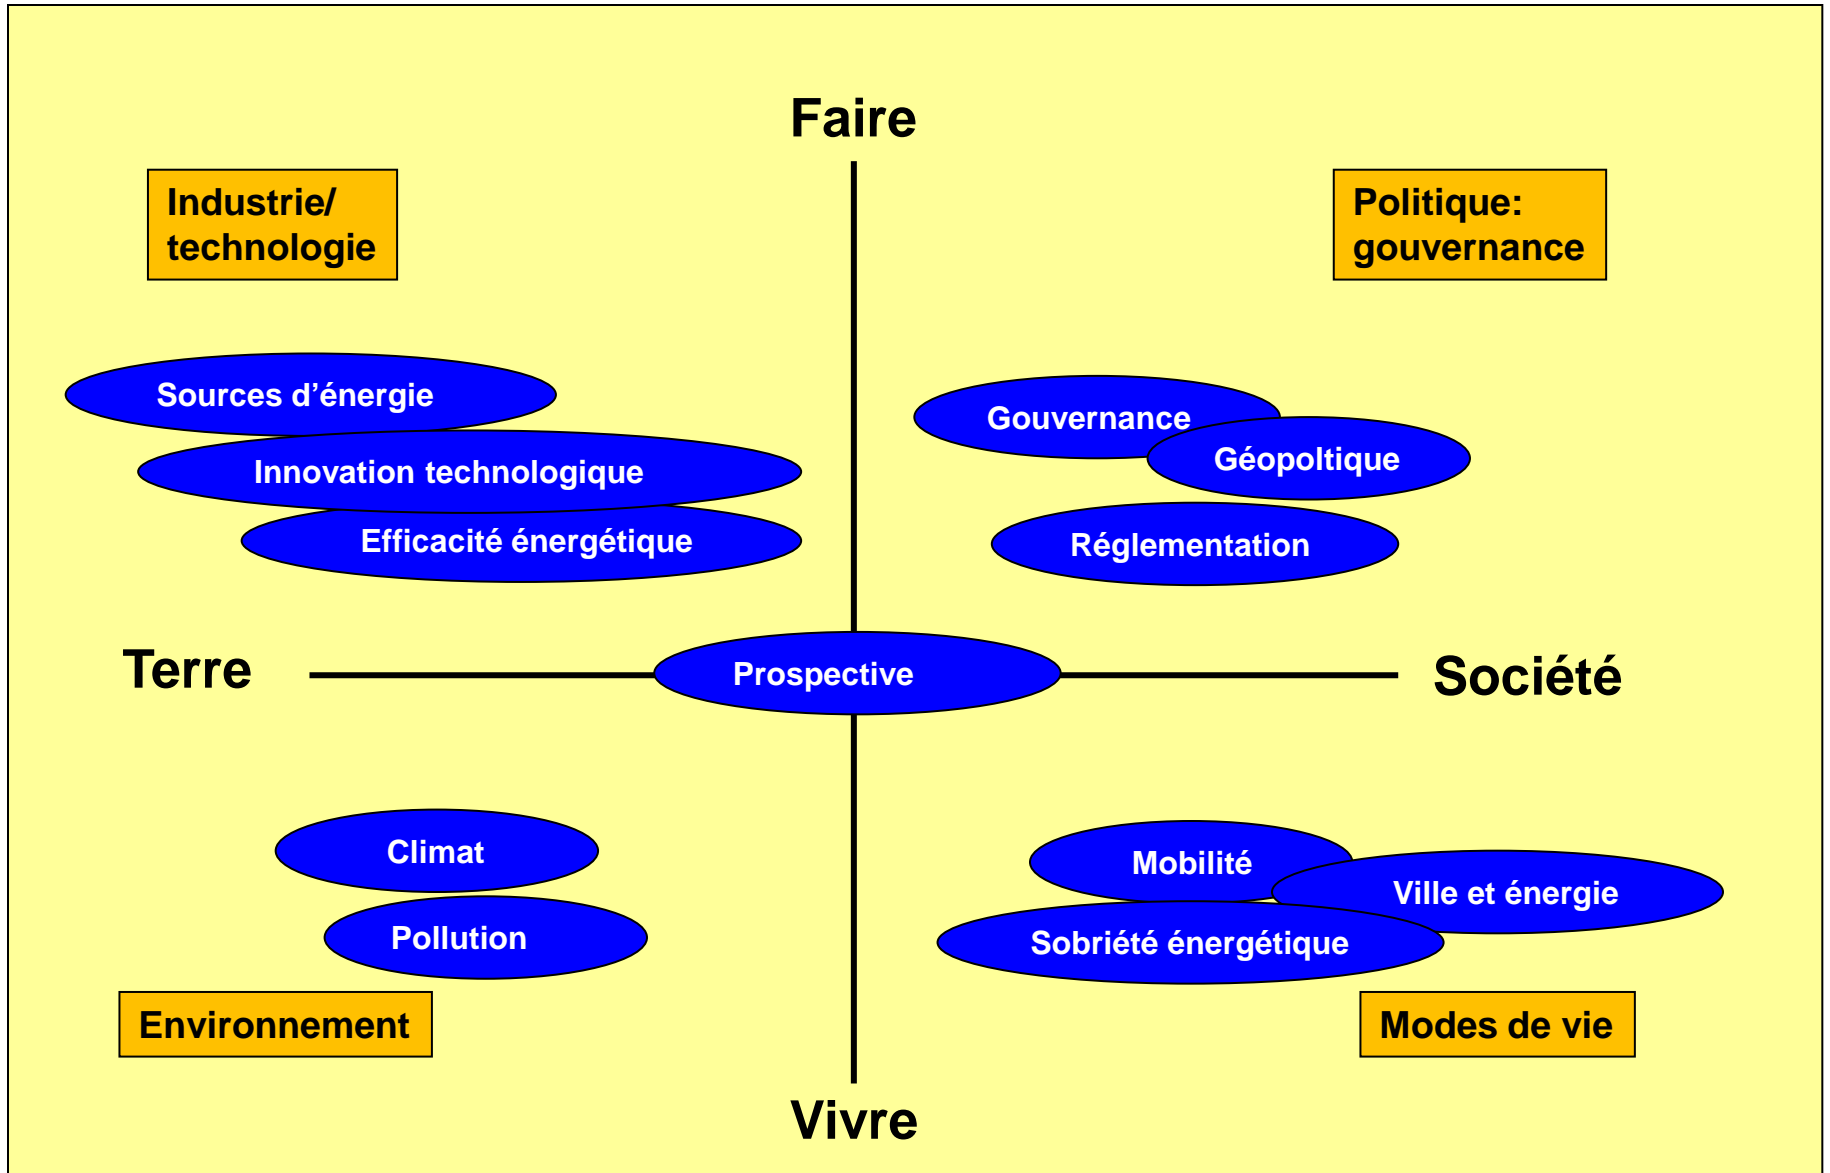 Faire
Industrie/
technologie
Politique:
gouvernance
Sources d’énergie
Gouvernance
Géopoltique
Innovation technologique
Efficacité énergétique
Réglementation
Terre
Prospective
Société
Climat
Mobilité
Ville et énergie
Pollution
Sobriété énergétique
Environnement
Modes de vie
Vivre